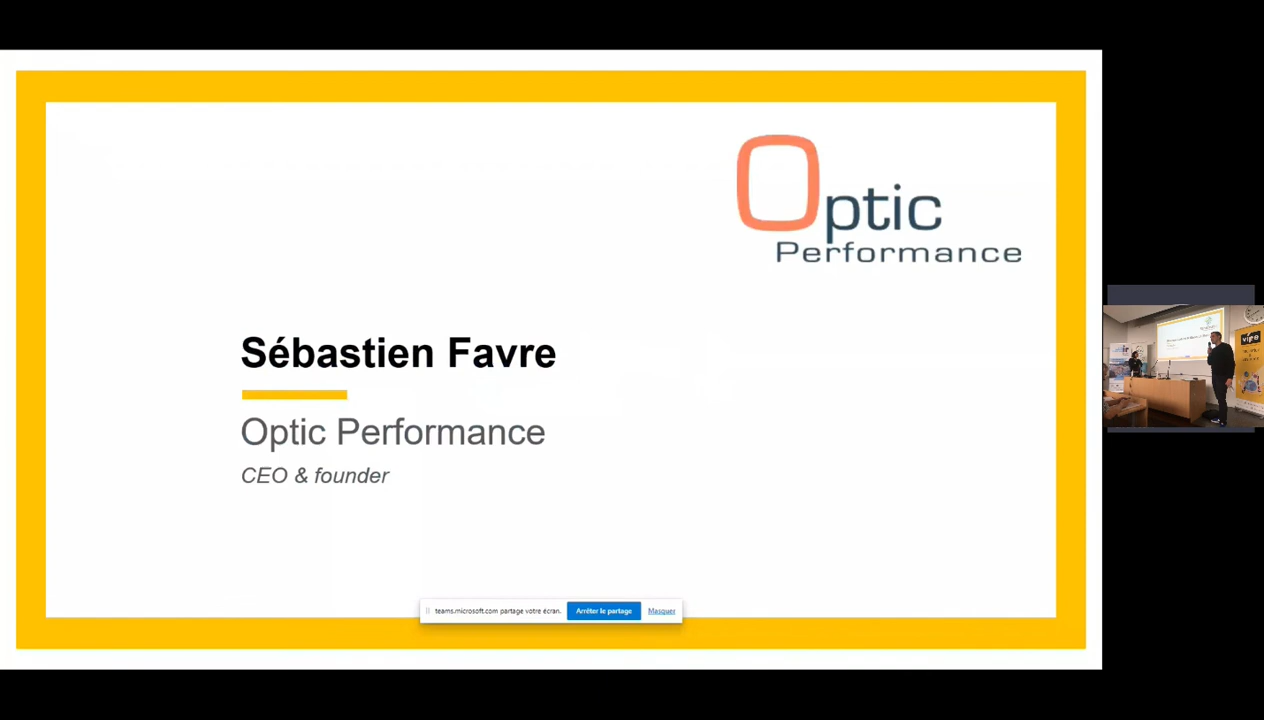 Optic
Performance
Sébastien Favre
Optic Performance
CEO & founder
teams.microsoft.com partage votre écran.
Arrêter le partage
Masquer